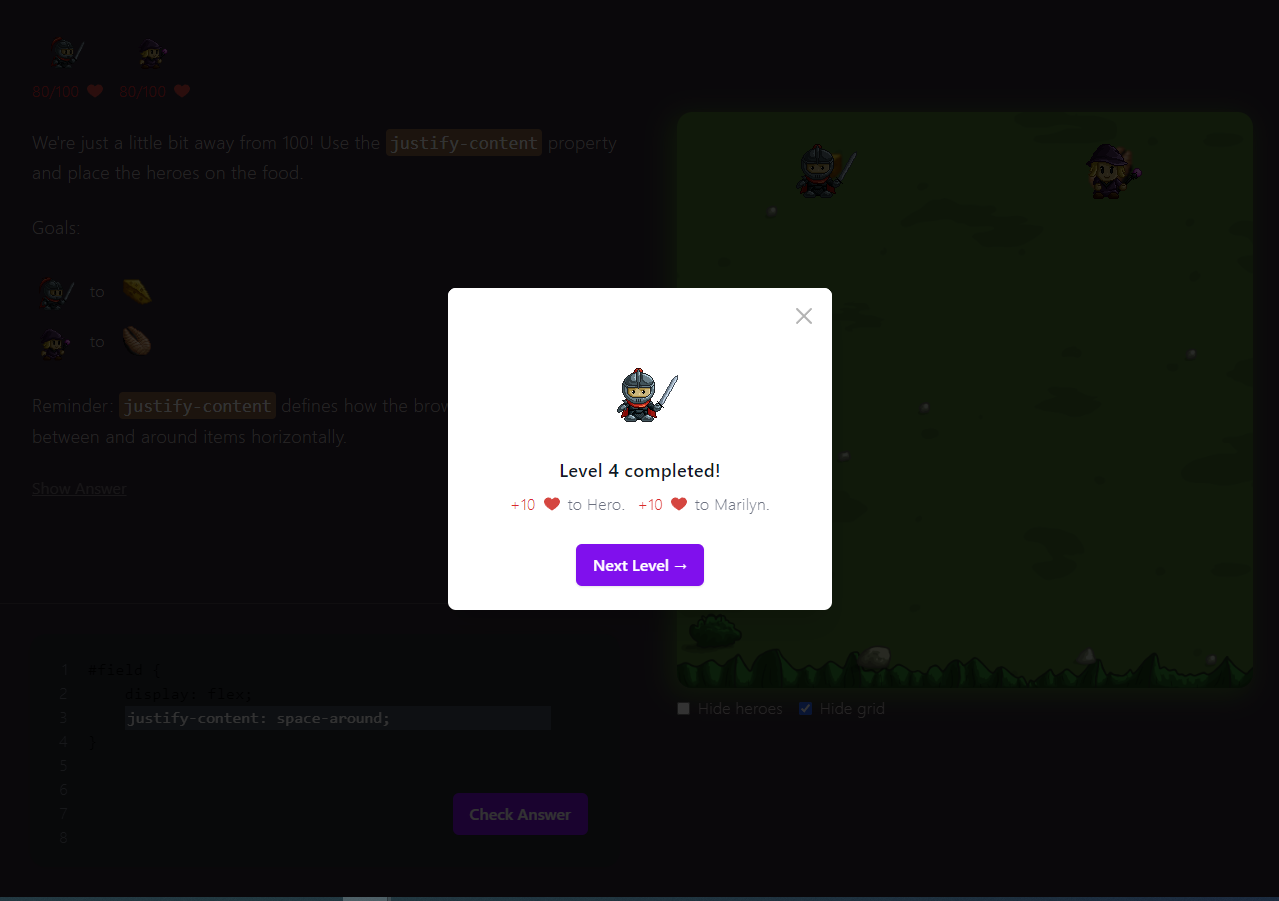 80/100 80/100
We're just a little bit away from 100! Use the justify-content property
and place the heroes on the food.
Goals:
to
to
Reminder: justify-content defines how the brow
between and around items horizontally.
Show Answer
Level 4 completed!
+10 to Hero. +10 to Marilyn.
Next Level →
1 #field {
2 display: flex;
3 justify-content: space-around;
4 }
5
6
7
8
Check Answer
Hide heroes Hide grid